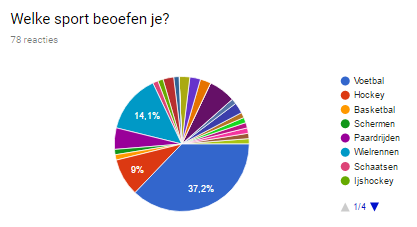 Welke sport beoefen je?
78 reacties
14,1%
9%
37,2%
Voetbal
Hockey
Basketbal
Schermen
Paardrijden
Wielrennen
Schaatsen
Ijshockey
1/4